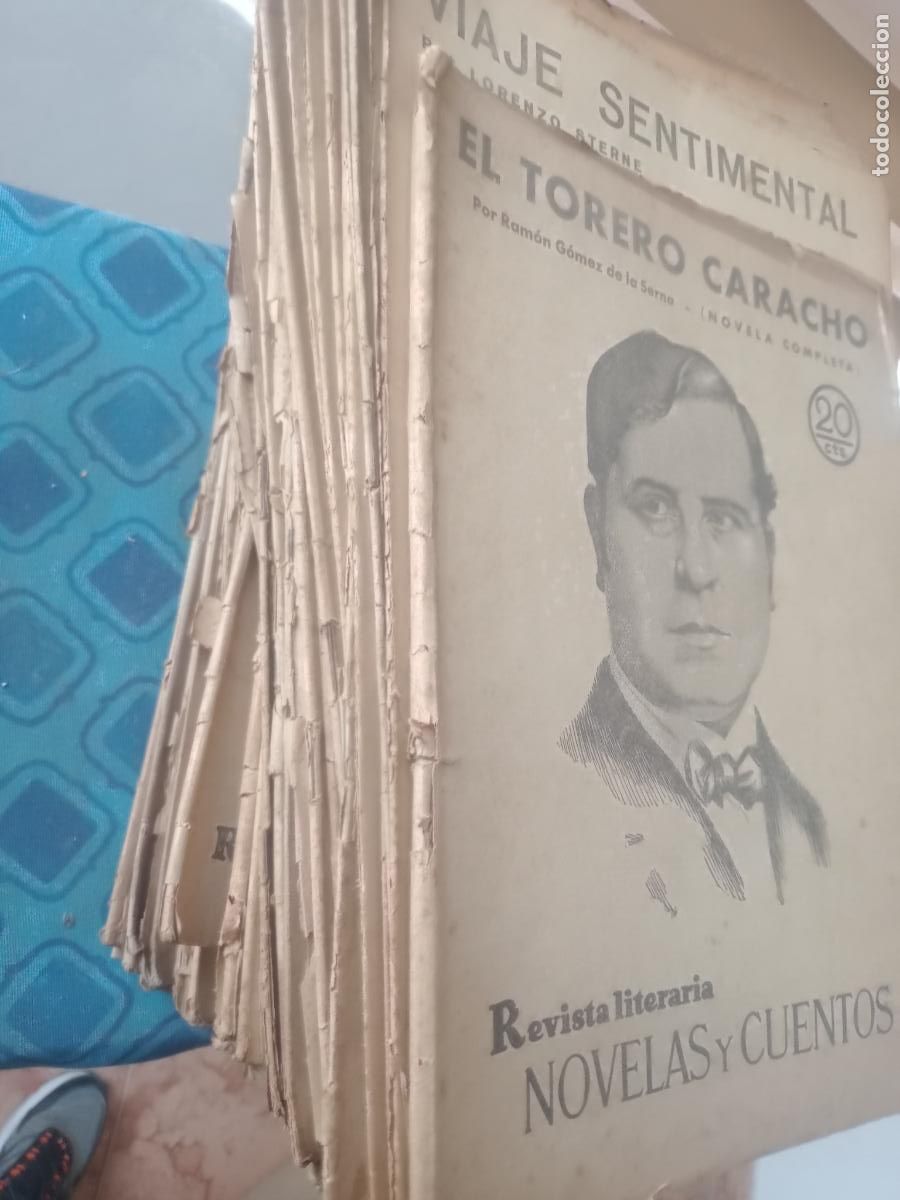 VIAJE SENTIMENTAL
LORENZO STERNE
EL TORERO CARACHO
Por Ramón Gómez de la Serna - (NOVELA COMPLETA)
20
CTS
Revista literaria
NOVELAS Y CUENTOS
R
todocoleccion